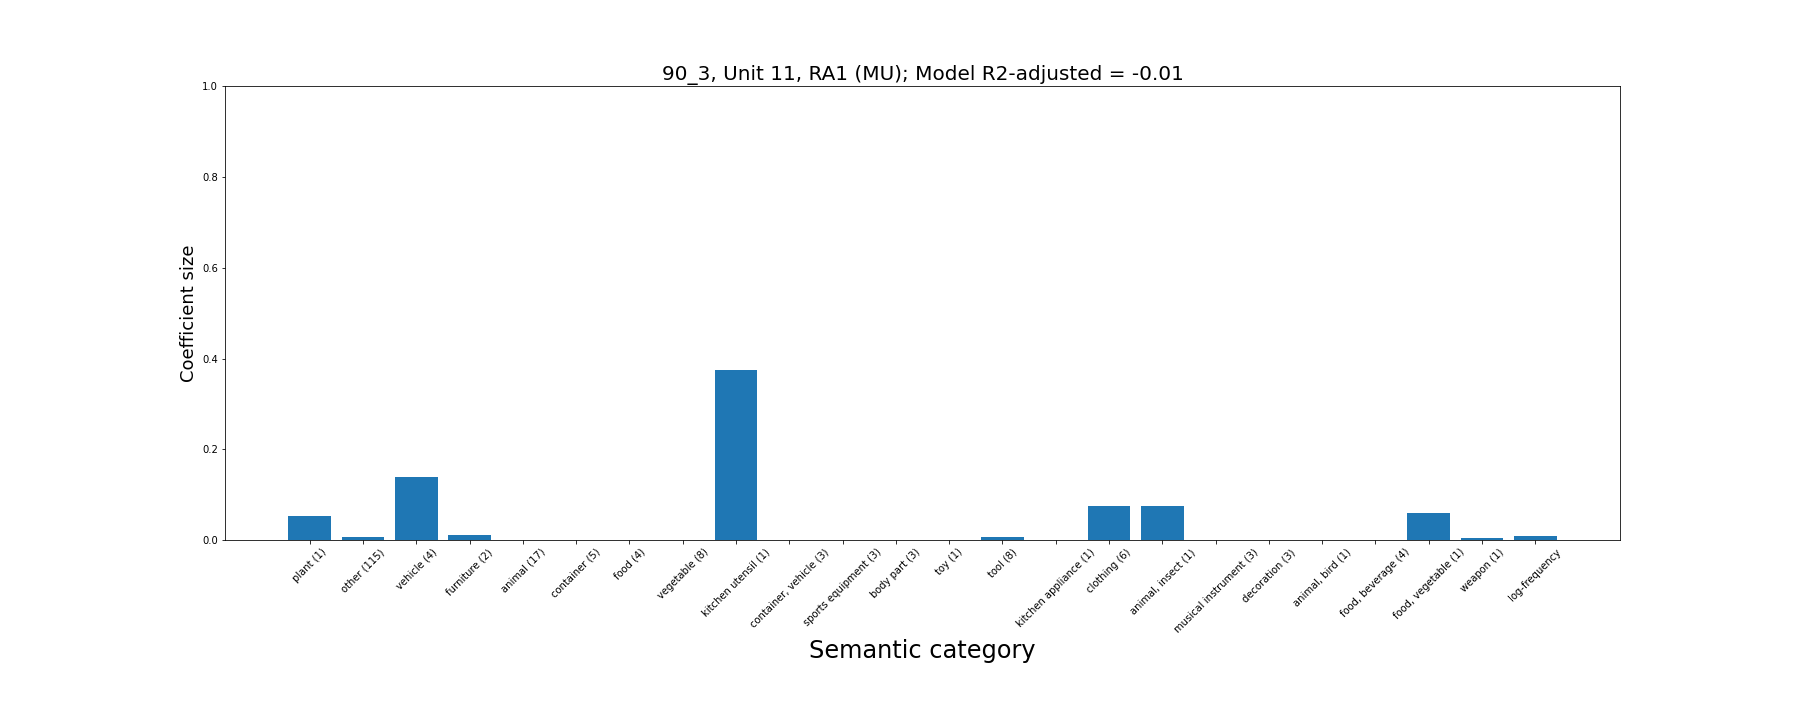 90_3, Unit 11, RA1 (MU); Model R2-adjusted = -0.01
Coefficient size
1.0
0.8
0.6
0.4
0.2
0.0
plant (1)
other (115)
vehicle (4)
furniture (2)
animal (17)
container (5)
food (4)
vegetable (8)
kitchen utensil (1)
container, vehicle (3)
sports equipment (3)
body part (3)
toy (1)
tool (8)
kitchen appliance (1)
clothing (6)
animal, insect (1)
musical instrument (3)
decoration (3)
animal, bird (1)
food, beverage (4)
food, vegetable (1)
weapon (1)
log-frequency
Semantic category